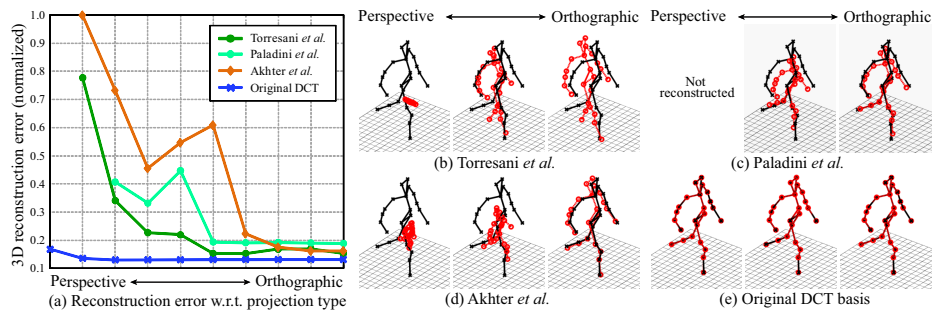 3D reconstruction error (normalized)
1.0
0.9
0.8
0.7
0.6
0.5
0.4
0.3
0.2
0.1
Torresani et al.
Paladini et al.
Akhter et al.
Original DCT
Perspective Orthographic
(a) Reconstruction error w.r.t. projection type
Perspective Orthographic
(b) Torresani et al.
Perspective Orthographic
Not
reconstructed
(c) Paladini et al.
(d) Akhter et al.
(e) Original DCT basis